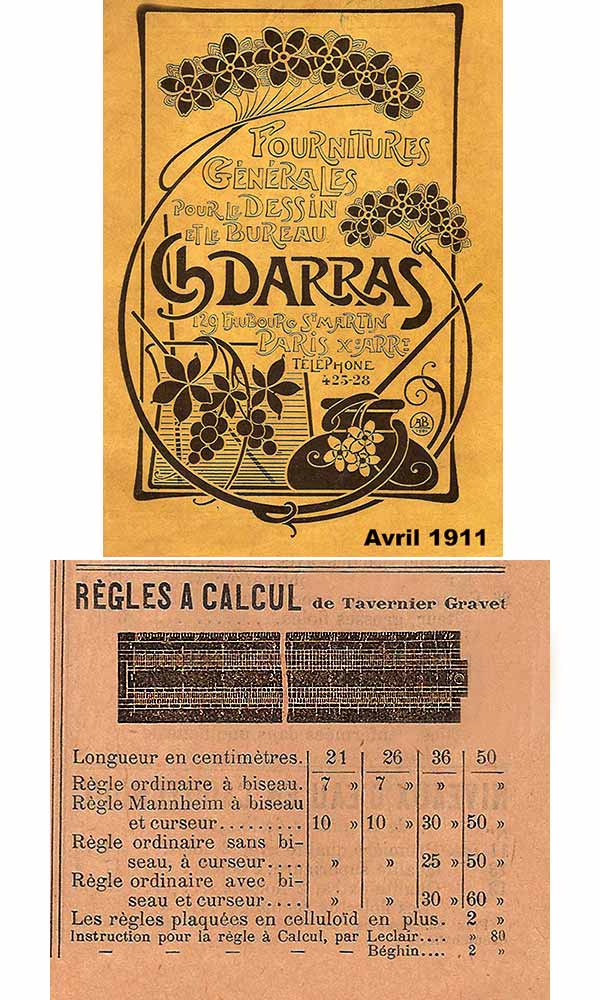 FOURNITURES
GÉNÉRALES
POUR LE DESSIN
ET LE BUREAU
CH DARRAS
129 FAUBOURG ST MARTIN
PARIS Xe ARRT
TÉLÉPHONE
425-28
AB
Avril 1911
RÈGLES A CALCUL de Tavernier Gravet
Longueur en centimètres. 21 26 36 50
Règle ordinaire à biseau. 7 » 7 » » »
Règle Mannheim à biseau
et curseur......... 10 » 10 » 30 » 50 »
Règle ordinaire sans bi-
seau, à curseur.... » » 25 » 50 »
Règle ordinaire avec bi-
seau et curseur.... » » 30 » 60 »
Les règles plaquées en celluloïd en plus. 2 »
Instruction pour la règle à Calcul, par Leclair.... » 80
— — — — — Béghin.... 2 »